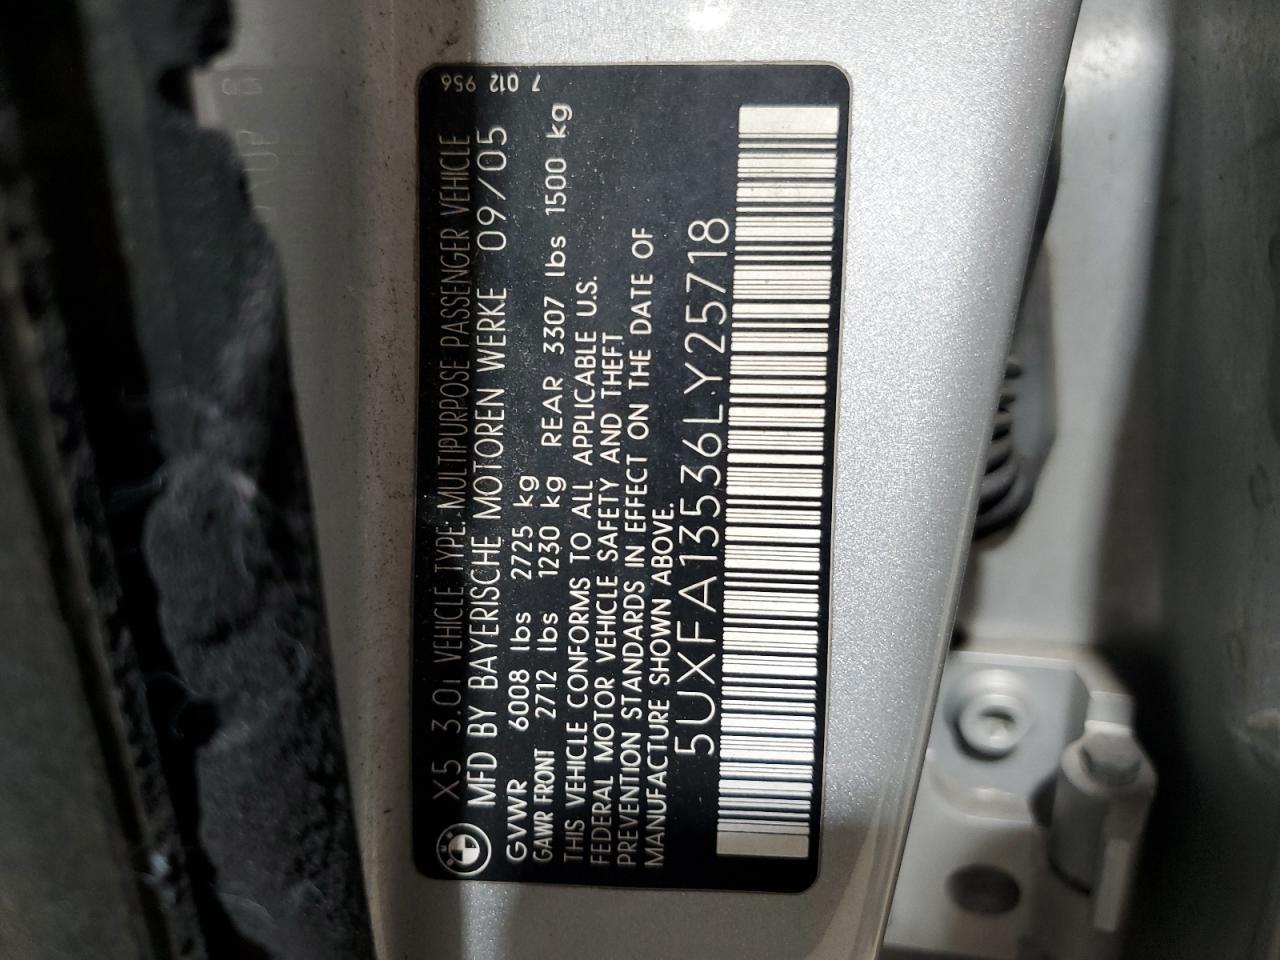 7 012 956
X5 3.0i VEHICLE TYPE: MULTIPURPOSE PASSENGER VEHICLE
MFD BY BAYERISCHE MOTOREN WERKE 09/05
GVWR 6008 lbs 2725 kg
GAWR FRONT 2712 lbs 1230 kg REAR 3307 lbs 1500 kg
THIS VEHICLE CONFORMS TO ALL APPLICABLE U.S.
FEDERAL MOTOR VEHICLE SAFETY AND THEFT
PREVENTION STANDARDS IN EFFECT ON THE DATE OF
MANUFACTURE SHOWN ABOVE.
5UXFA13536LY25718